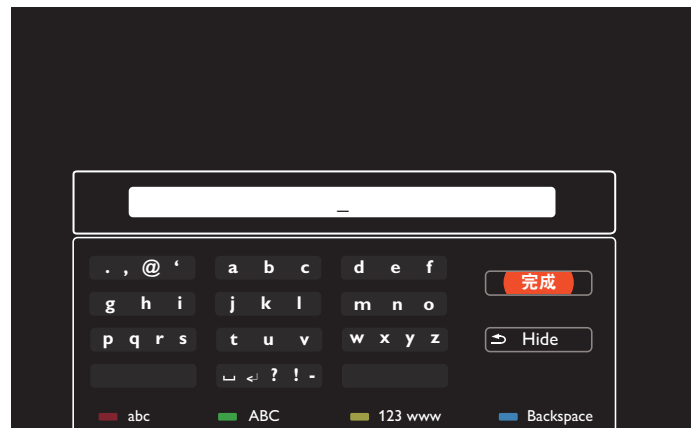 _
. , @ ‘ a b c d e f
完成
g h i j k l m n o
p q r s t u v w x y z Hide
␣ ↵ ? ! -
abc ABC 123 www Backspace